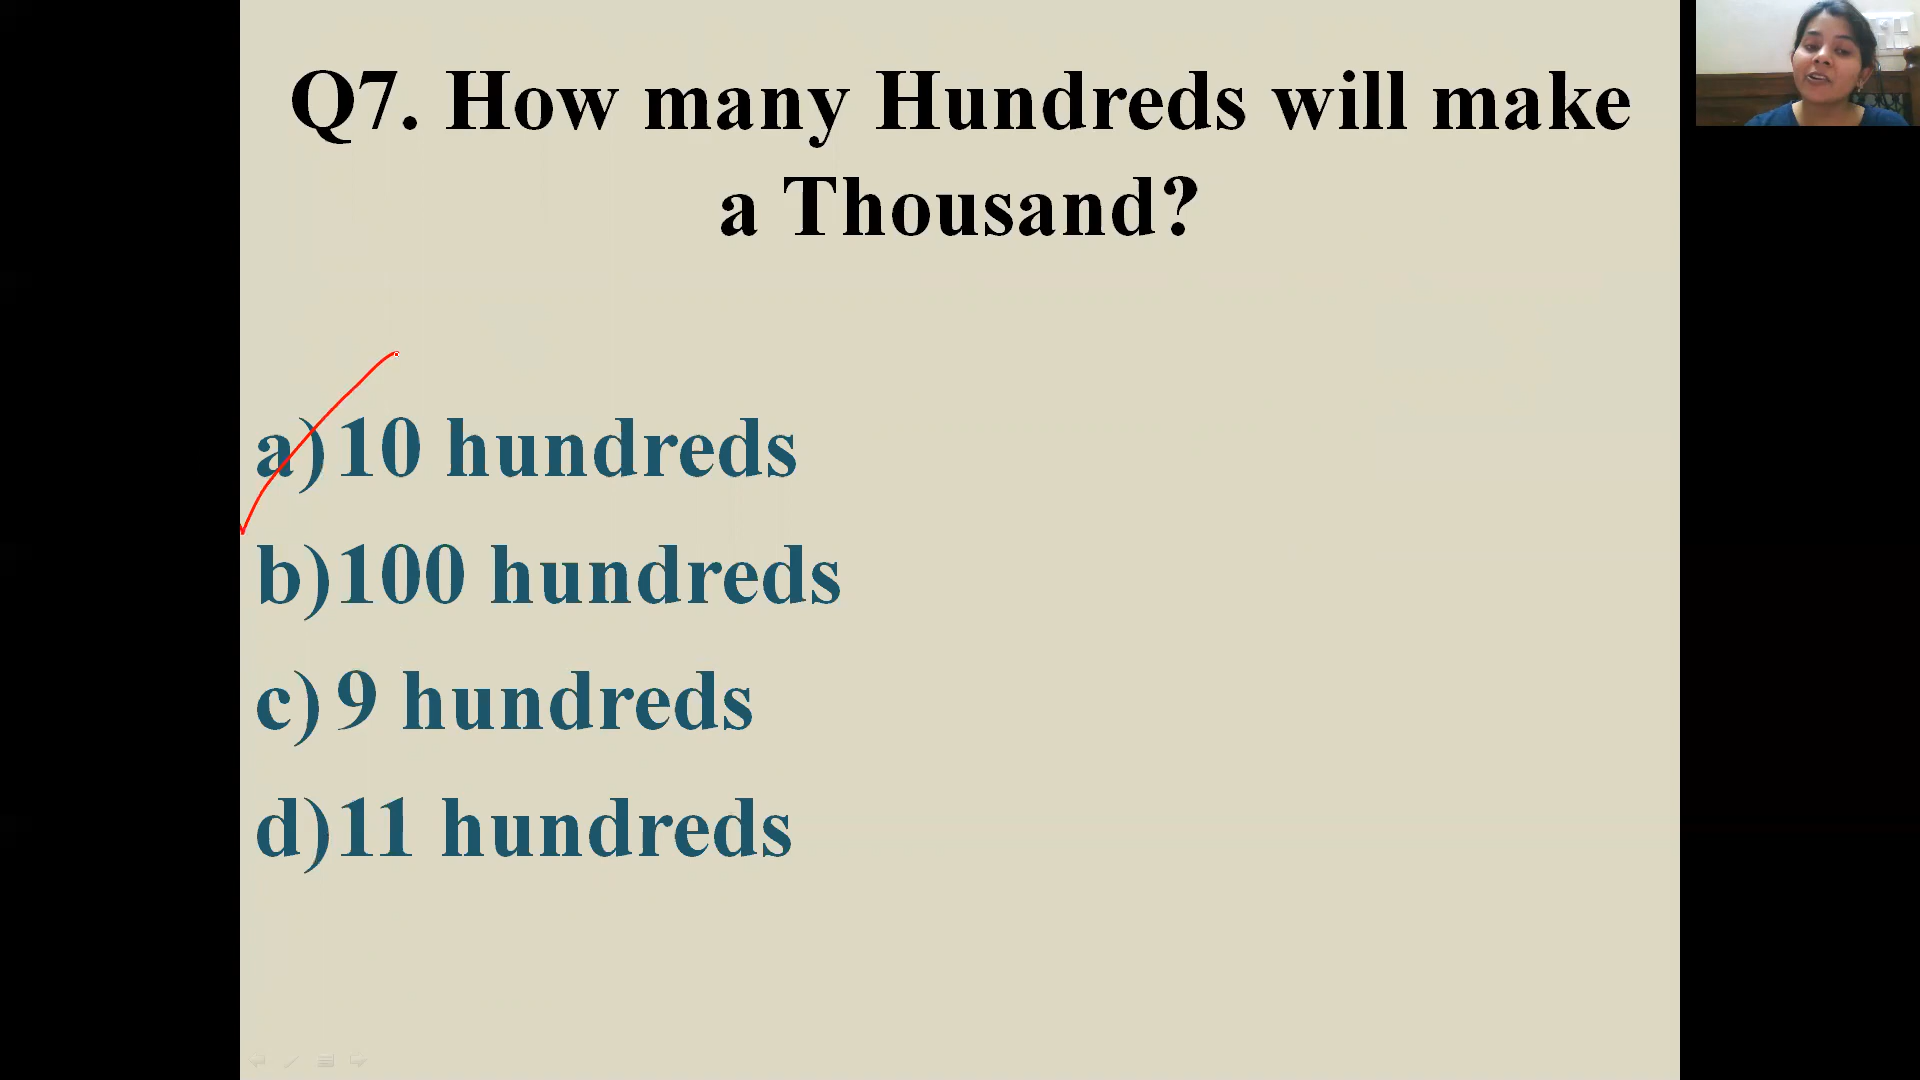 Q7. How many Hundreds will make
a Thousand?
a) 10 hundreds
b) 100 hundreds
c) 9 hundreds
d) 11 hundreds